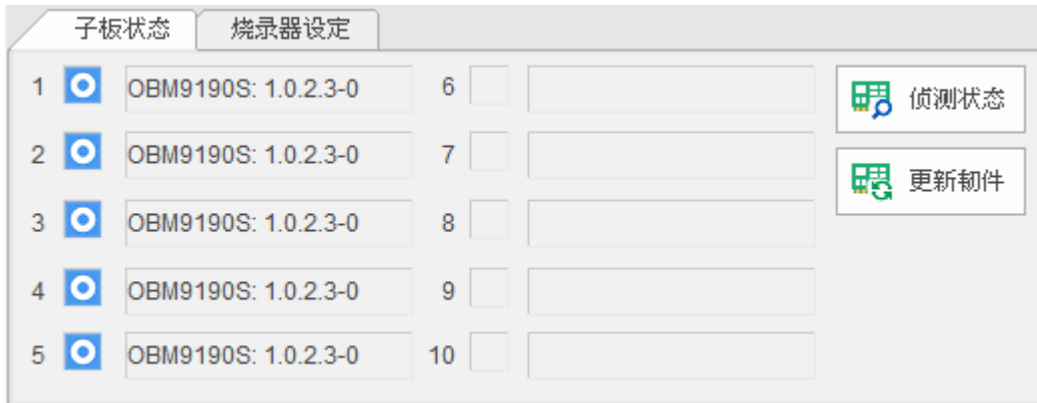 子板状态 烧录器设定
1 OBM9190S: 1.0.2.3-0 6 侦测状态
2 OBM9190S: 1.0.2.3-0 7 更新韧件
3 OBM9190S: 1.0.2.3-0 8
4 OBM9190S: 1.0.2.3-0 9
5 OBM9190S: 1.0.2.3-0 10